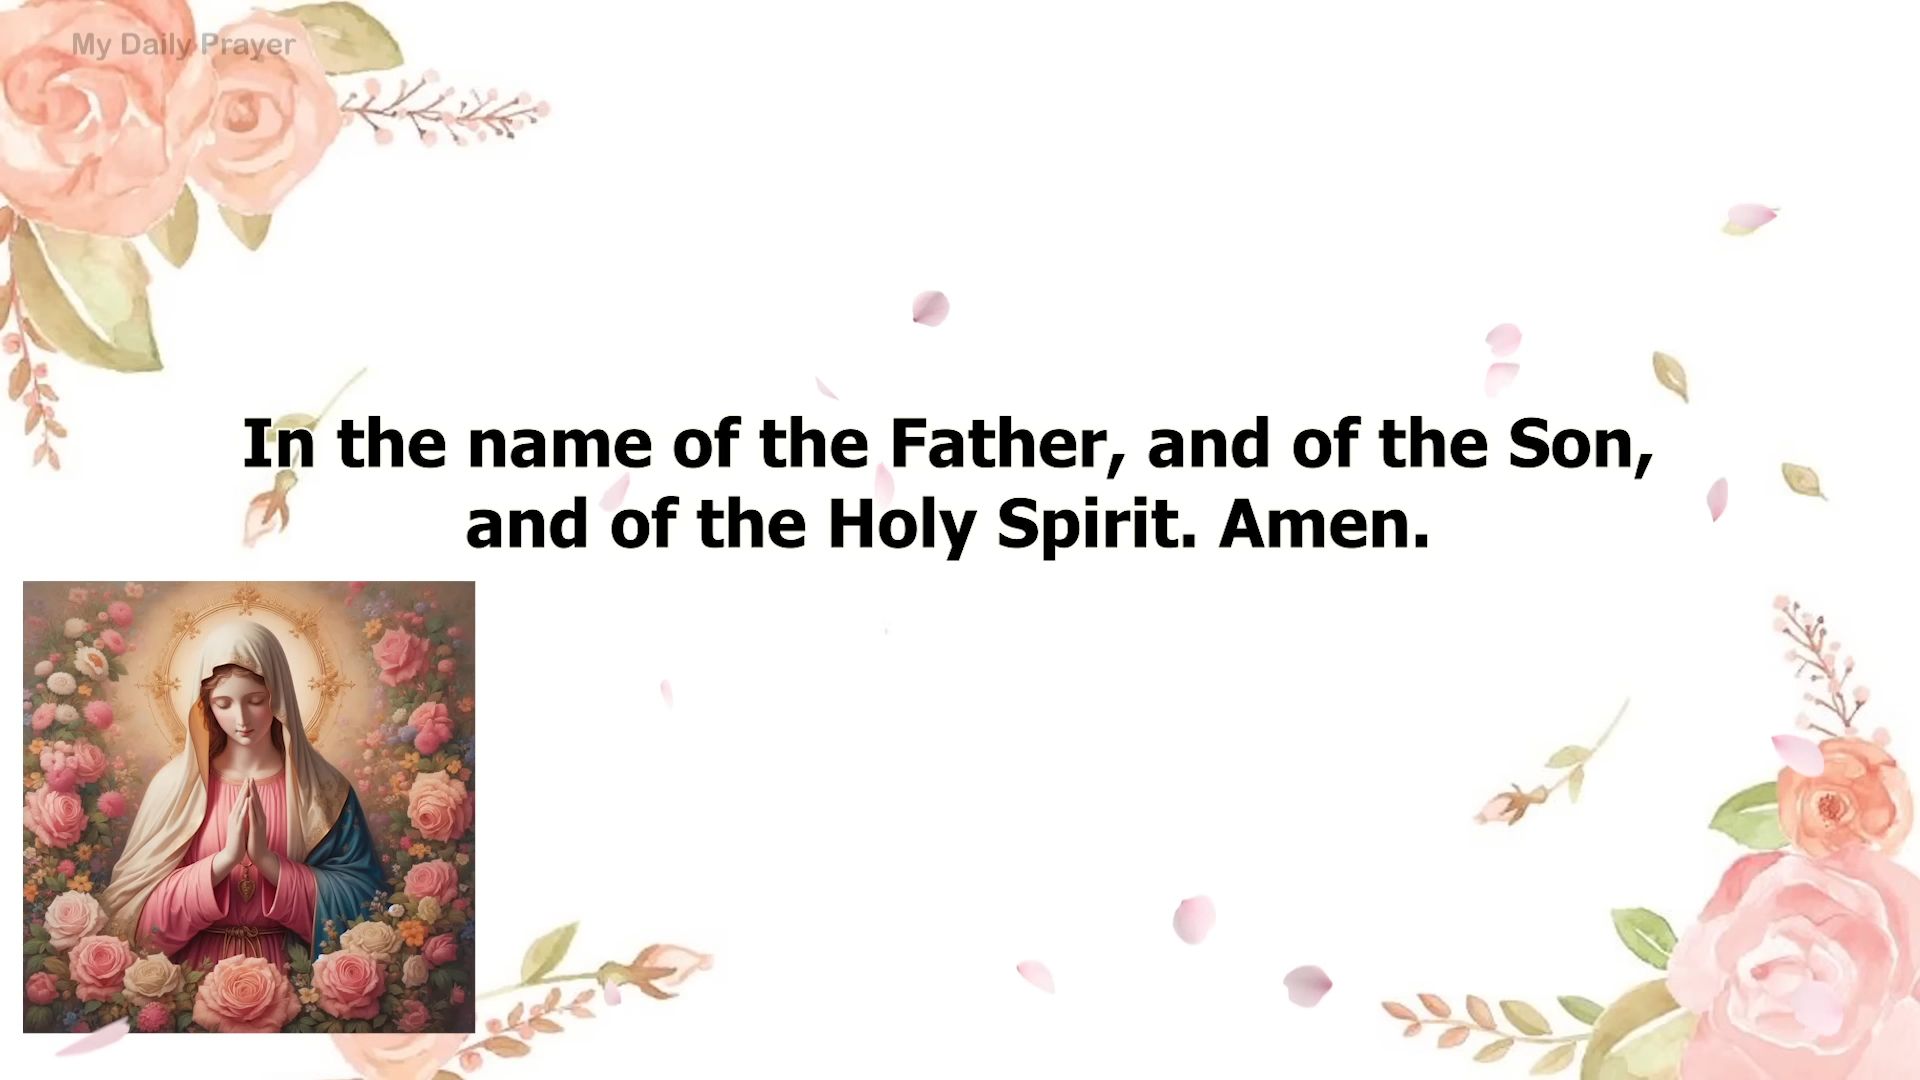 My Daily Prayer
In the name of the Father, and of the Son,
and of the Holy Spirit. Amen.